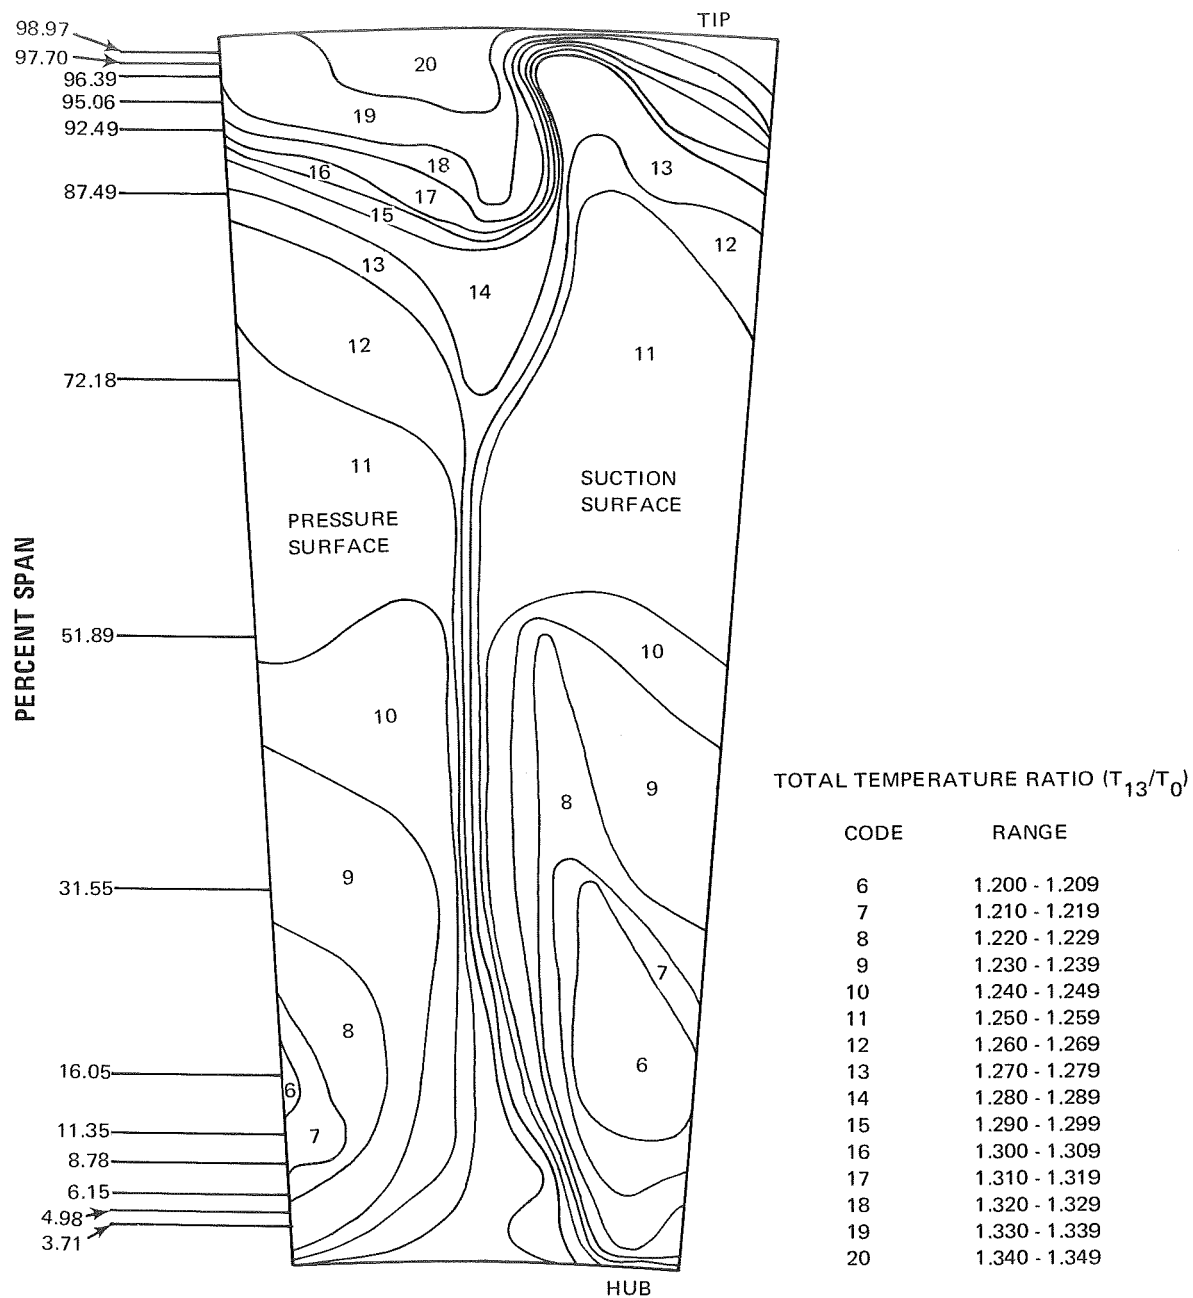 TIP
98.97
97.70
96.39
95.06
92.49
87.49
72.18
51.89
31.55
16.05
11.35
8.78
6.15
4.98
3.71
PERCENT SPAN
20
19
18
16
17
15
13
14
12
11
PRESSURE
SURFACE
10
9
8
6
7
13
12
11
SUCTION
SURFACE
10
9
8
7
6
HUB
TOTAL TEMPERATURE RATIO (T13/T0)
CODE RANGE
6 1.200 - 1.209
7 1.210 - 1.219
8 1.220 - 1.229
9 1.230 - 1.239
10 1.240 - 1.249
11 1.250 - 1.259
12 1.260 - 1.269
13 1.270 - 1.279
14 1.280 - 1.289
15 1.290 - 1.299
16 1.300 - 1.309
17 1.310 - 1.319
18 1.320 - 1.329
19 1.330 - 1.339
20 1.340 - 1.349